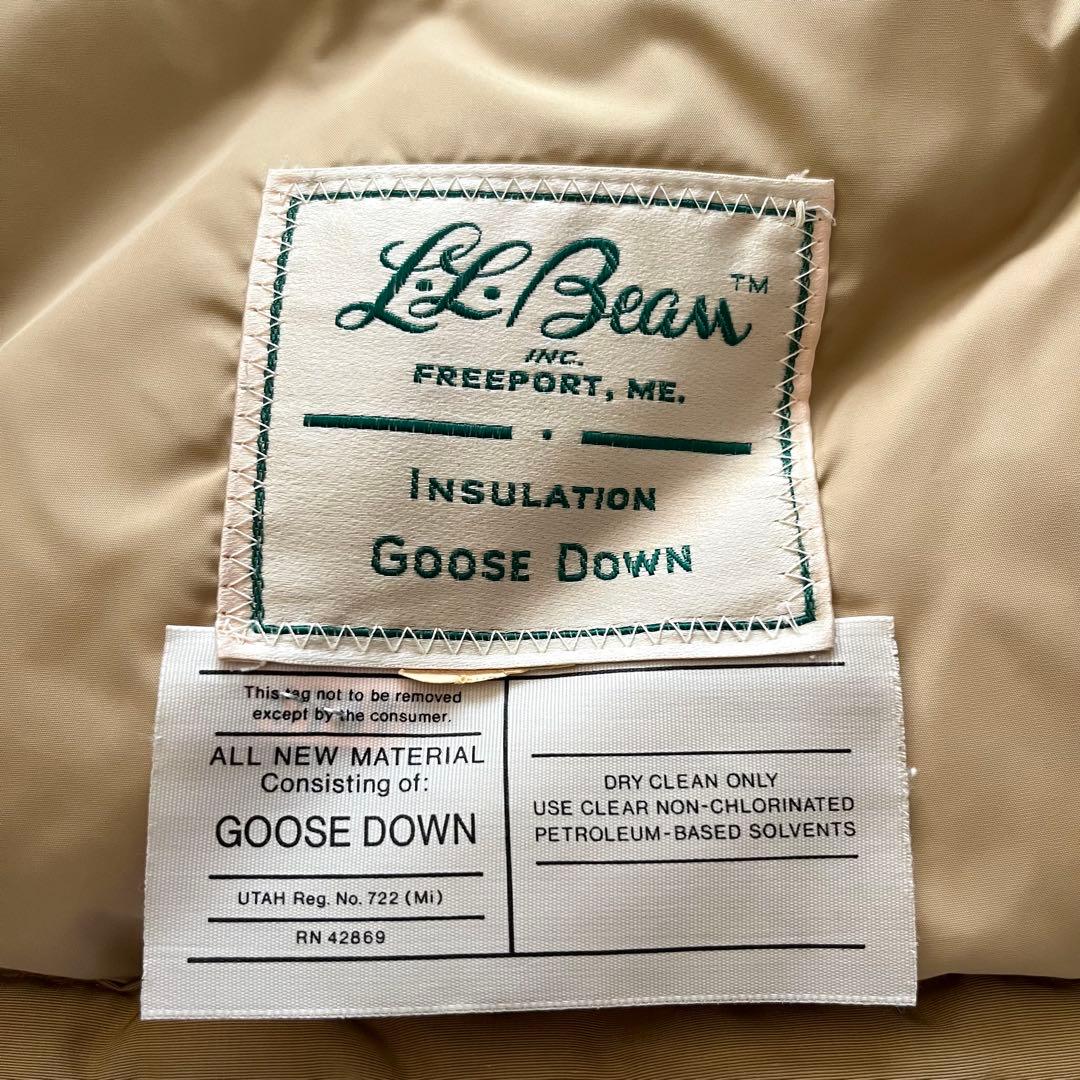 L.L.Bean™
INC.
FREEPORT, ME.
INSULATION
GOOSE DOWN
This tag not to be removed
except by the consumer.
ALL NEW MATERIAL
Consisting of:
GOOSE DOWN
UTAH Reg. No. 722 (Mi)
RN 42869
DRY CLEAN ONLY
USE CLEAR NON-CHLORINATED
PETROLEUM-BASED SOLVENTS